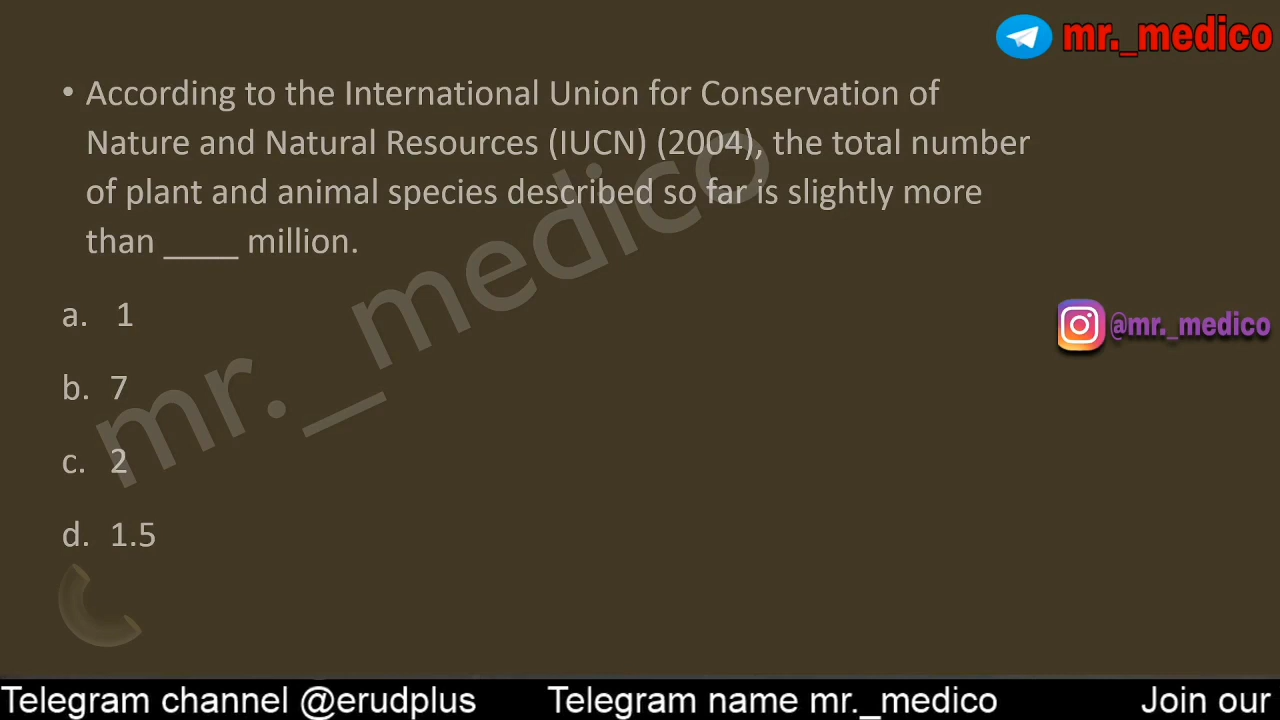 mr._medico
• According to the International Union for Conservation of
Nature and Natural Resources (IUCN) (2004), the total number
of plant and animal species described so far is slightly more
than ____ million.
a. 1
@mr._medico
b. 7
c. 2
d. 1.5
mr._medico
Telegram channel @erudplus Telegram name mr._medico Join our